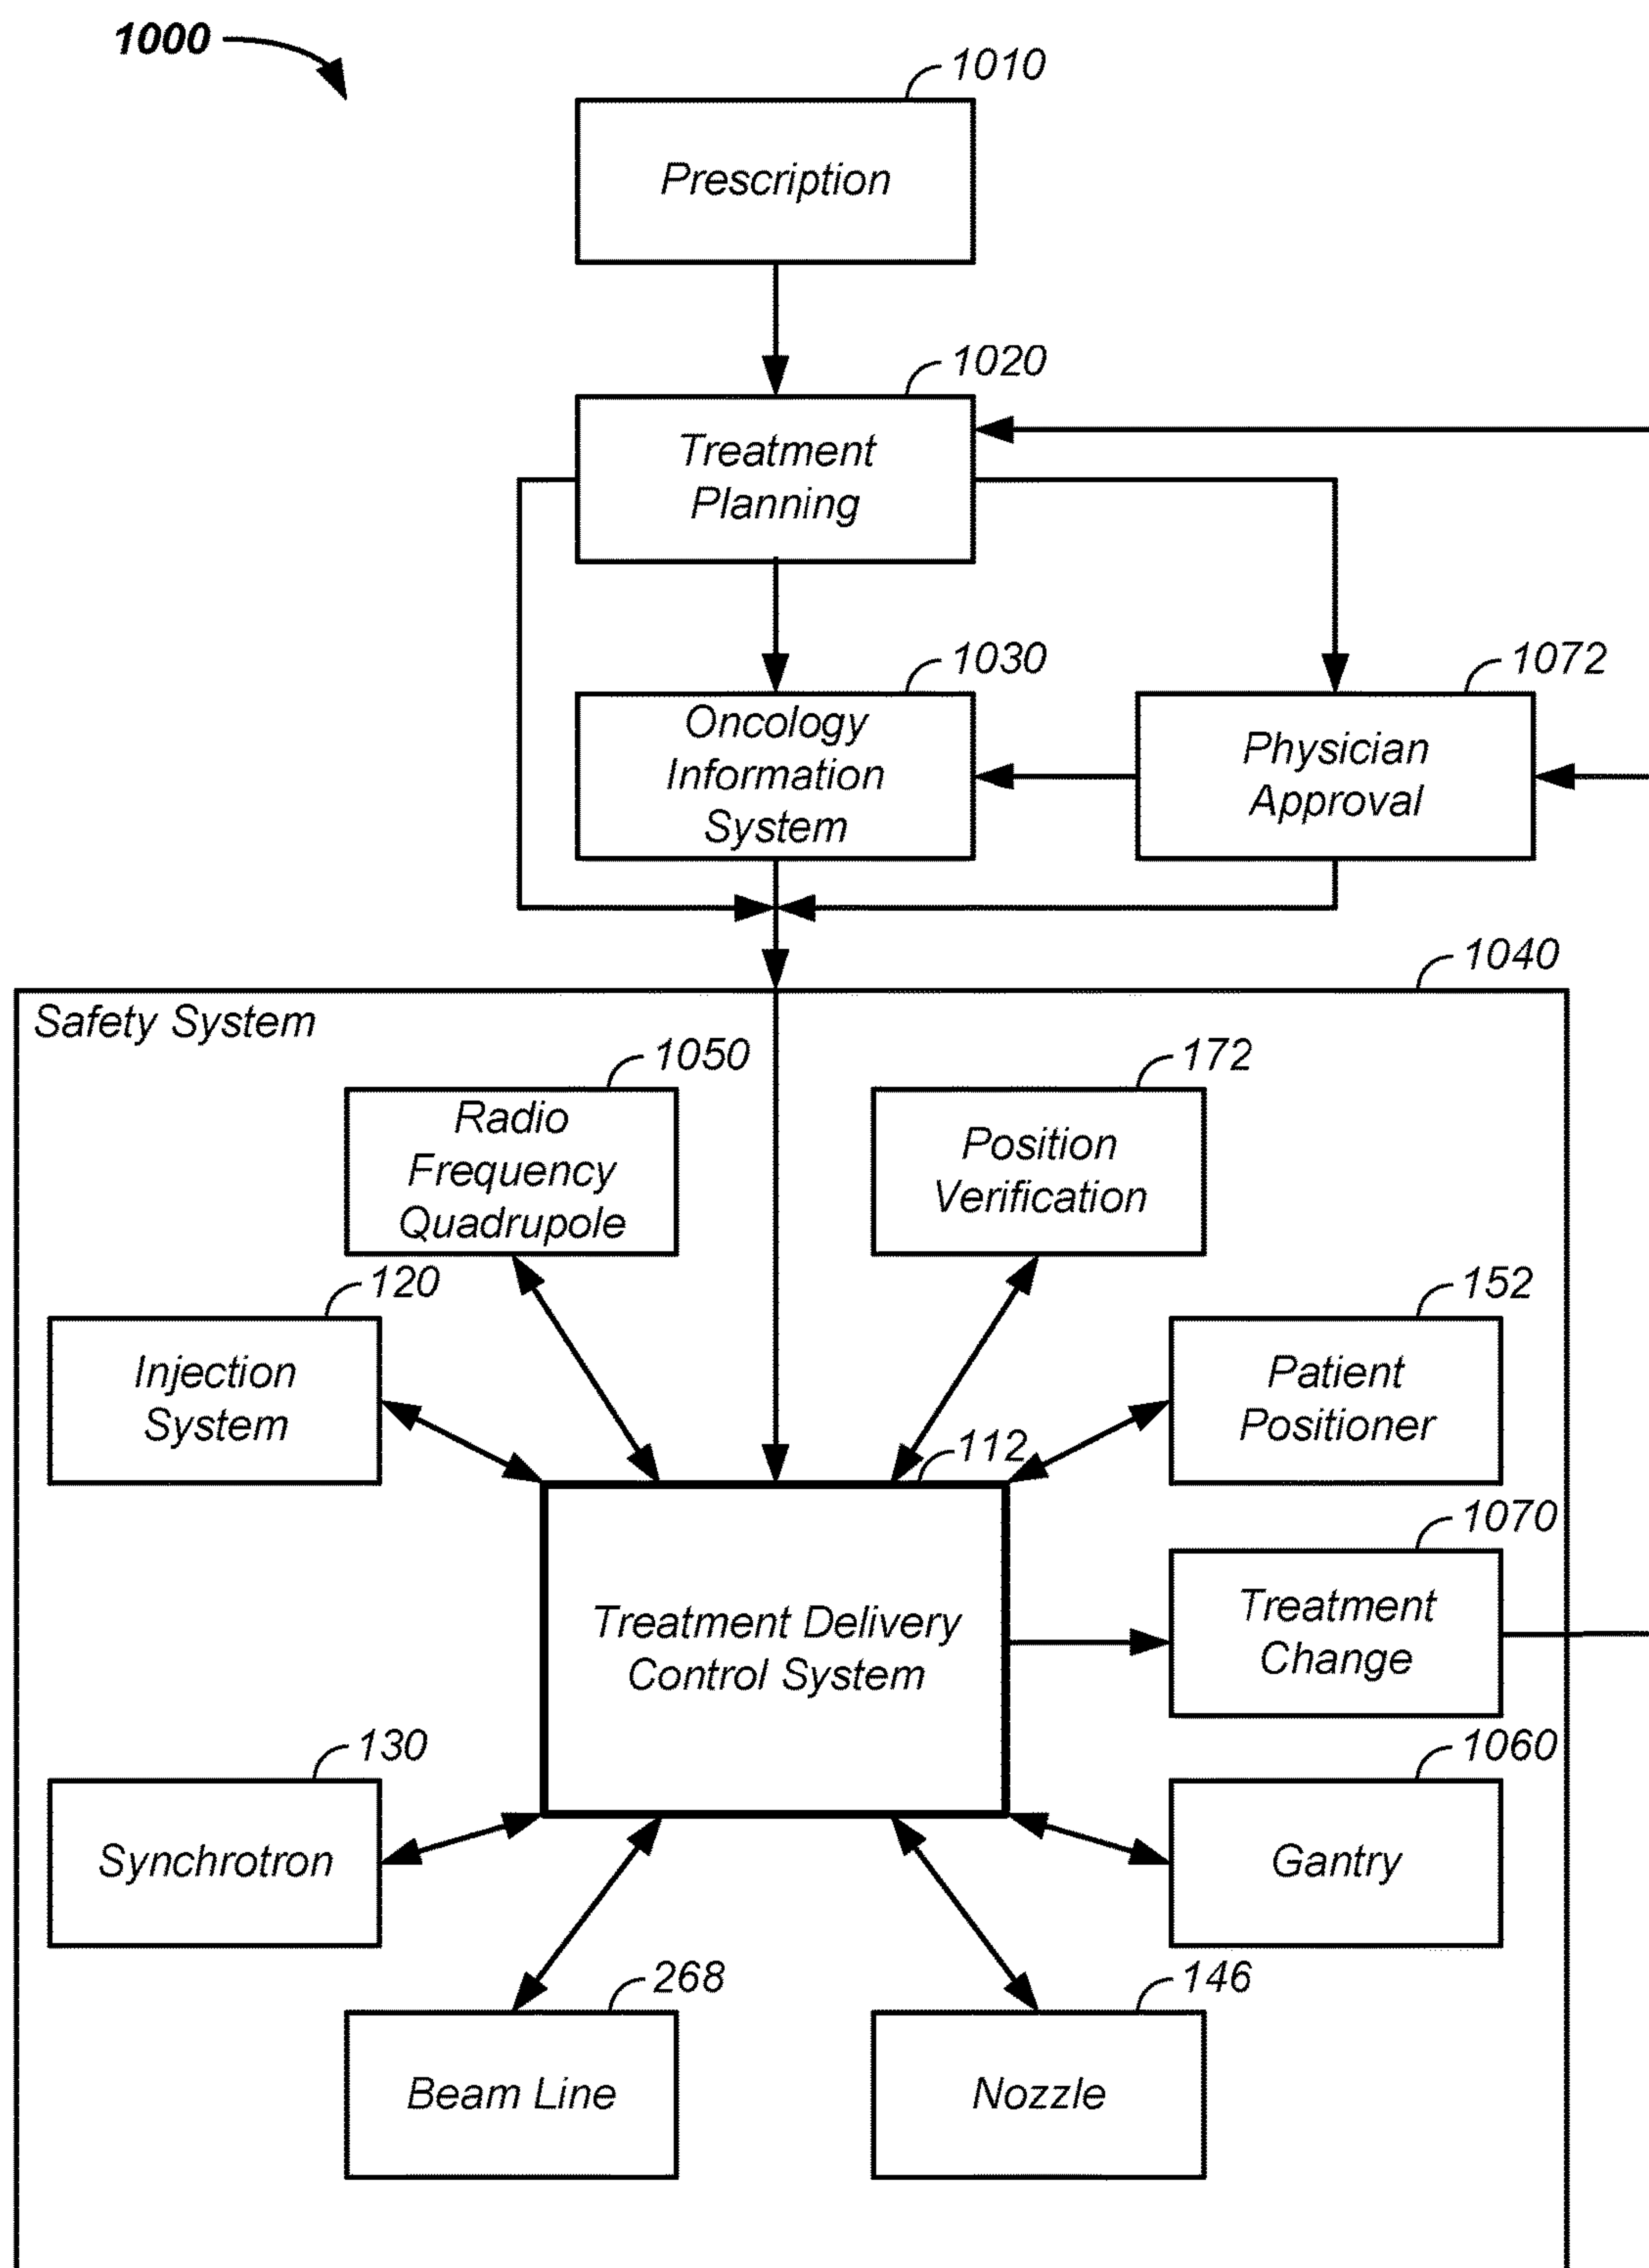 1000
1010
Prescription
1020
Treatment
Planning
1030
Oncology
Information
System
1072
Physician
Approval
1040
Safety System
1050
Radio
Frequency
Quadrupole
172
Position
Verification
120
Injection
System
152
Patient
Positioner
112
Treatment Delivery
Control System
1070
Treatment
Change
130
Synchrotron
1060
Gantry
268
Beam Line
146
Nozzle